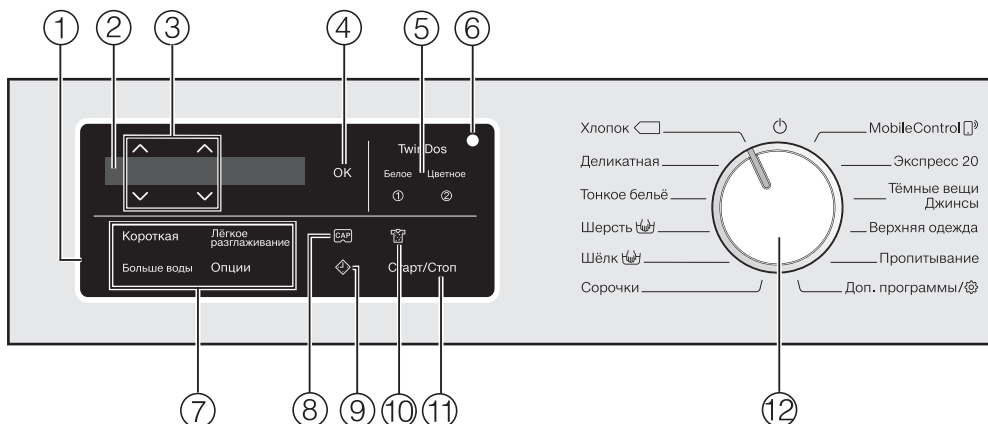 ① ② ③ ④ ⑤ ⑥
TwinDos
OK
Белое Цветное
① ②
Короткая Лёгкое
разглаживание
CAP
Больше воды Опции
Старт/Стоп
Хлопок
Деликатная
Тонкое бельё
Шерсть
Шёлк
Сорочки
MobileControl
Экспресс 20
Тёмные вещи
Джинсы
Верхняя одежда
Пропитывание
Доп. программы/
⑦ ⑧ ⑨ ⑩ ⑪ ⑫